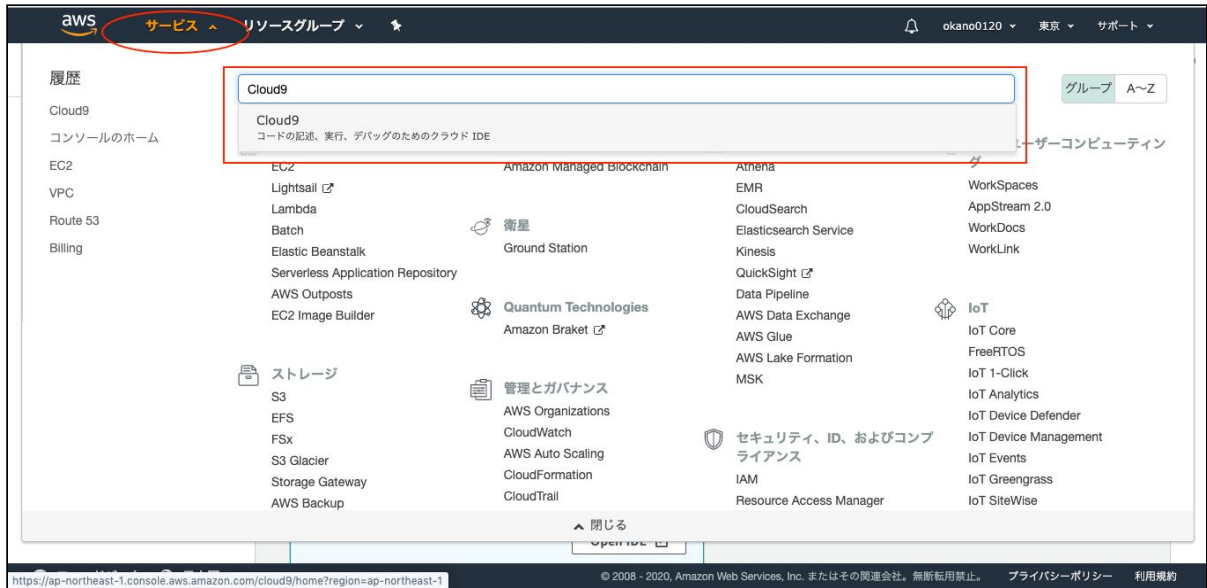 aws
サービス
リソースグループ
okano0120
東京
サポート
履歴
Cloud9
コンソールのホーム
EC2
VPC
Route 53
Billing
Cloud9
Cloud9
コードの記述、実行、デバッグのためのクラウド IDE
グループ
A〜Z
EC2
Lightsail
Lambda
Batch
Elastic Beanstalk
Serverless Application Repository
AWS Outposts
EC2 Image Builder
ストレージ
S3
EFS
FSx
S3 Glacier
Storage Gateway
AWS Backup
Amazon Managed Blockchain
衛星
Ground Station
Quantum Technologies
Amazon Braket
管理とガバナンス
AWS Organizations
CloudWatch
AWS Auto Scaling
CloudFormation
CloudTrail
Athena
EMR
CloudSearch
Elasticsearch Service
Kinesis
QuickSight
Data Pipeline
AWS Data Exchange
AWS Glue
AWS Lake Formation
MSK
セキュリティ、ID、およびコンプ
ライアンス
IAM
Resource Access Manager
ーザーコンピューティン
グ
WorkSpaces
AppStream 2.0
WorkDocs
WorkLink
IoT
IoT Core
FreeRTOS
IoT 1-Click
IoT Analytics
IoT Device Defender
IoT Device Management
IoT Events
IoT Greengrass
IoT SiteWise
閉じる
Open IDE
https://ap-northeast-1.console.aws.amazon.com/cloud9/home?region=ap-northeast-1
© 2008 - 2020, Amazon Web Services, Inc. またはその関連会社。無断転用禁止。
プライバシーポリシー
利用規約